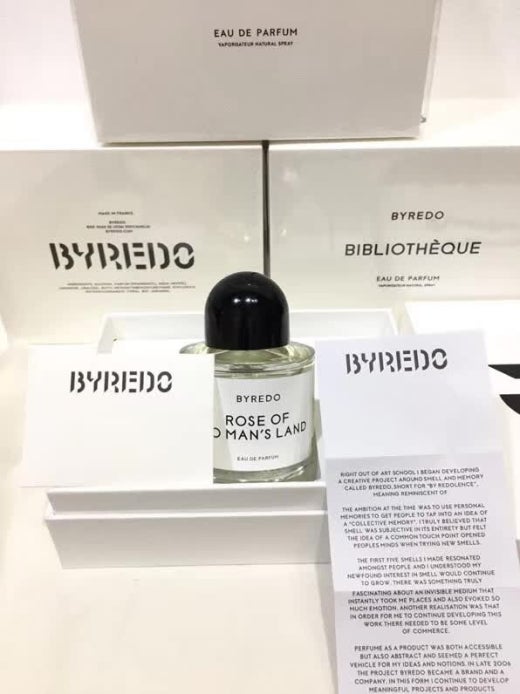 EAU DE PARFUM
VAPORISATEUR NATURAL SPRAY
MADE IN FRANCE
BYREDO
BYREDO.COM
BYREDO
BYREDO
BIBLIOTHÈQUE
EAU DE PARFUM
VAPORISATEUR NATURAL SPRAY
BYREDO
BYREDO
ROSE OF
O MAN'S LAND
EAU DE PARFUM
BYREDO
RIGHT OUT OF ART SCHOOL I BEGAN DEVELOPING
A CREATIVE PROJECT AROUND SMELL AND MEMORY
CALLED BYREDO, SHORT FOR "BY REDOLENCE",
MEANING REMINISCENT OF
THE AMBITION AT THE TIME WAS TO USE PERSONAL
MEMORIES TO GET PEOPLE TO TAP INTO AN IDEA OF
A "COLLECTIVE MEMORY". I TRULY BELIEVED THAT
SMELL WAS SUBJECTIVE IN ITS ENTIRETY BUT FELT
THE IDEA OF A COMMON TOUCH POINT OPENED
PEOPLES MINDS WHEN TRYING NEW SMELLS.
THE FIRST FIVE SMELLS I MADE RESONATED
AMONGST PEOPLE AND I UNDERSTOOD MY
NEWFOUND INTEREST IN SMELL WOULD CONTINUE
TO GROW. THERE WAS SOMETHING TRULY
FASCINATING ABOUT AN INVISIBLE MEDIUM THAT
INSTANTLY TOOK ME PLACES AND ALSO EVOKED SO
MUCH EMOTION. ANOTHER REALISATION WAS THAT
IN ORDER FOR ME TO CONTINUE DEVELOPING THIS
WORK THERE NEEDED TO BE SOME LEVEL
OF COMMERCE.
PERFUME AS A PRODUCT WAS BOTH ACCESSIBLE
BUT ALSO ABSTRACT AND SEEMED A PERFECT
VEHICLE FOR MY IDEAS AND NOTIONS. IN LATE 2006
THE PROJECT BYREDO BECAME A BRAND AND A
COMPANY. IN THIS FORM I CONTINUE TO DEVELOP
MEANINGFUL PROJECTS AND PRODUCTS